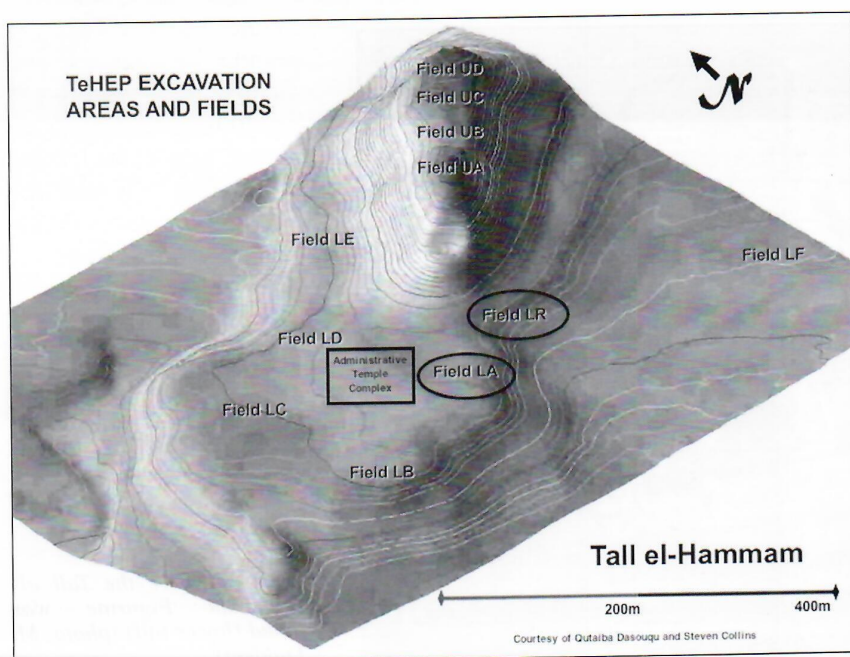 TeHEP EXCAVATION
AREAS AND FIELDS
N
Field UD
Field UC
Field UB
Field UA
Field LE
Field LF
Field LR
Field LD
Administrative
Temple
Complex
Field LA
Field LC
Field LB
Tall el-Hammam
200m
400m
Courtesy of Qutaiba Dasouqu and Steven Collins